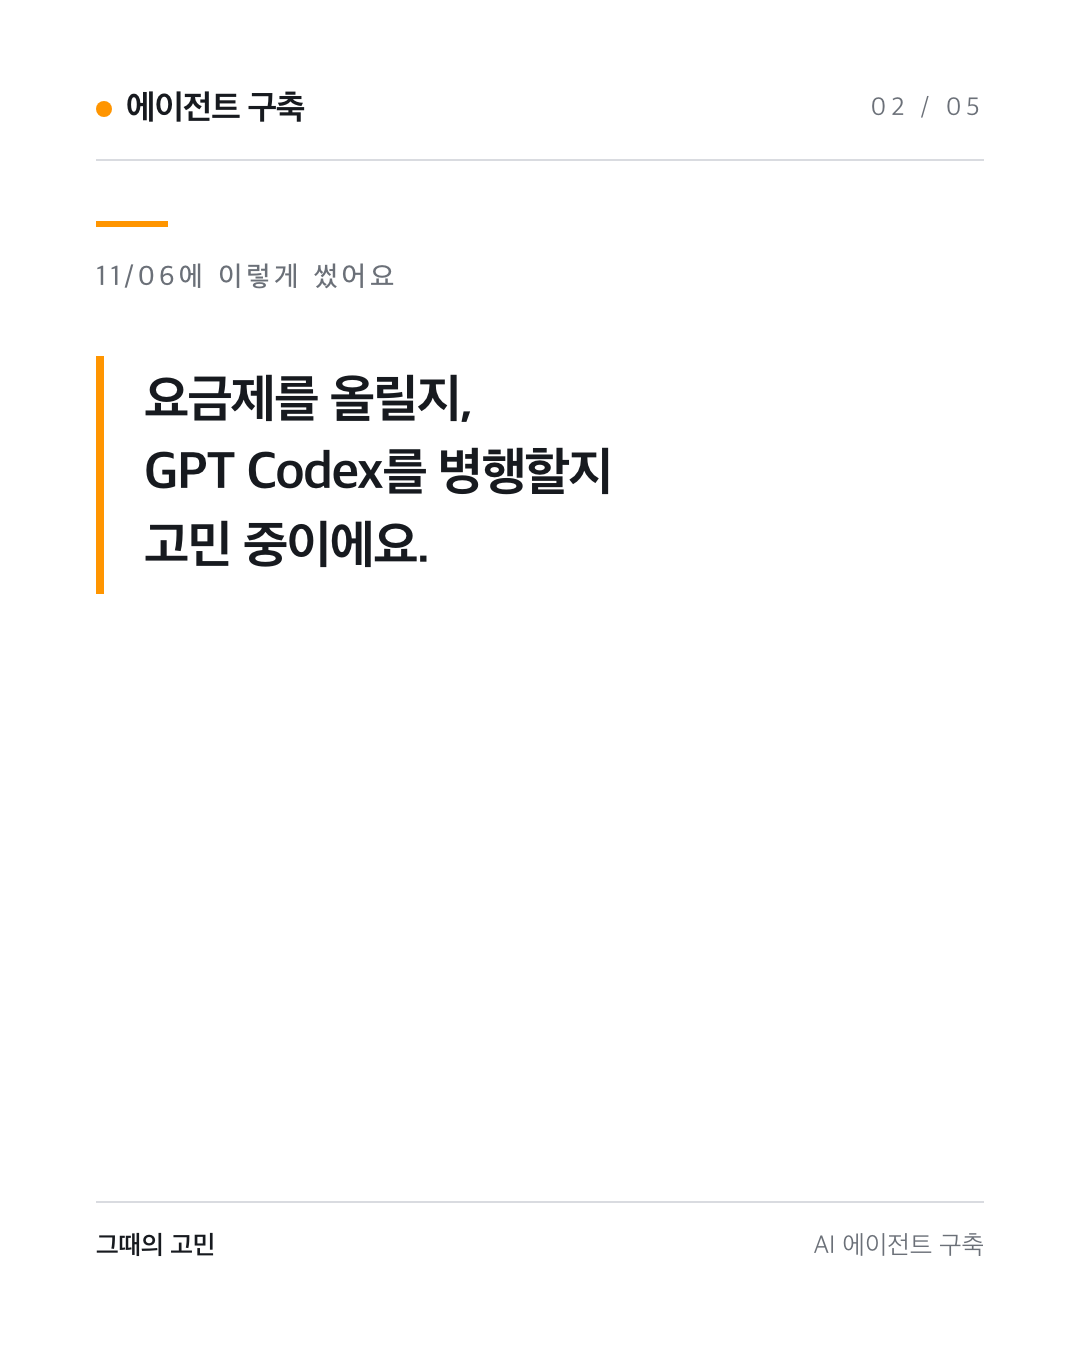 에이전트 구축
02 / 05
11/06에 이렇게 썼어요
요금제를 올릴지,
GPT Codex를 병행할지
고민 중이에요.
그때의 고민
AI 에이전트 구축